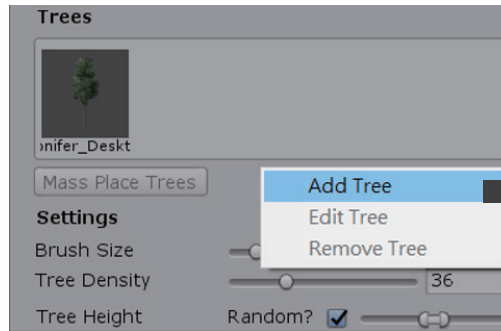 Trees
onifer_Deskt
Mass Place Trees
Add Tree
Settings
Edit Tree
Brush Size
Remove Tree
Tree Density 36
Tree Height Random?